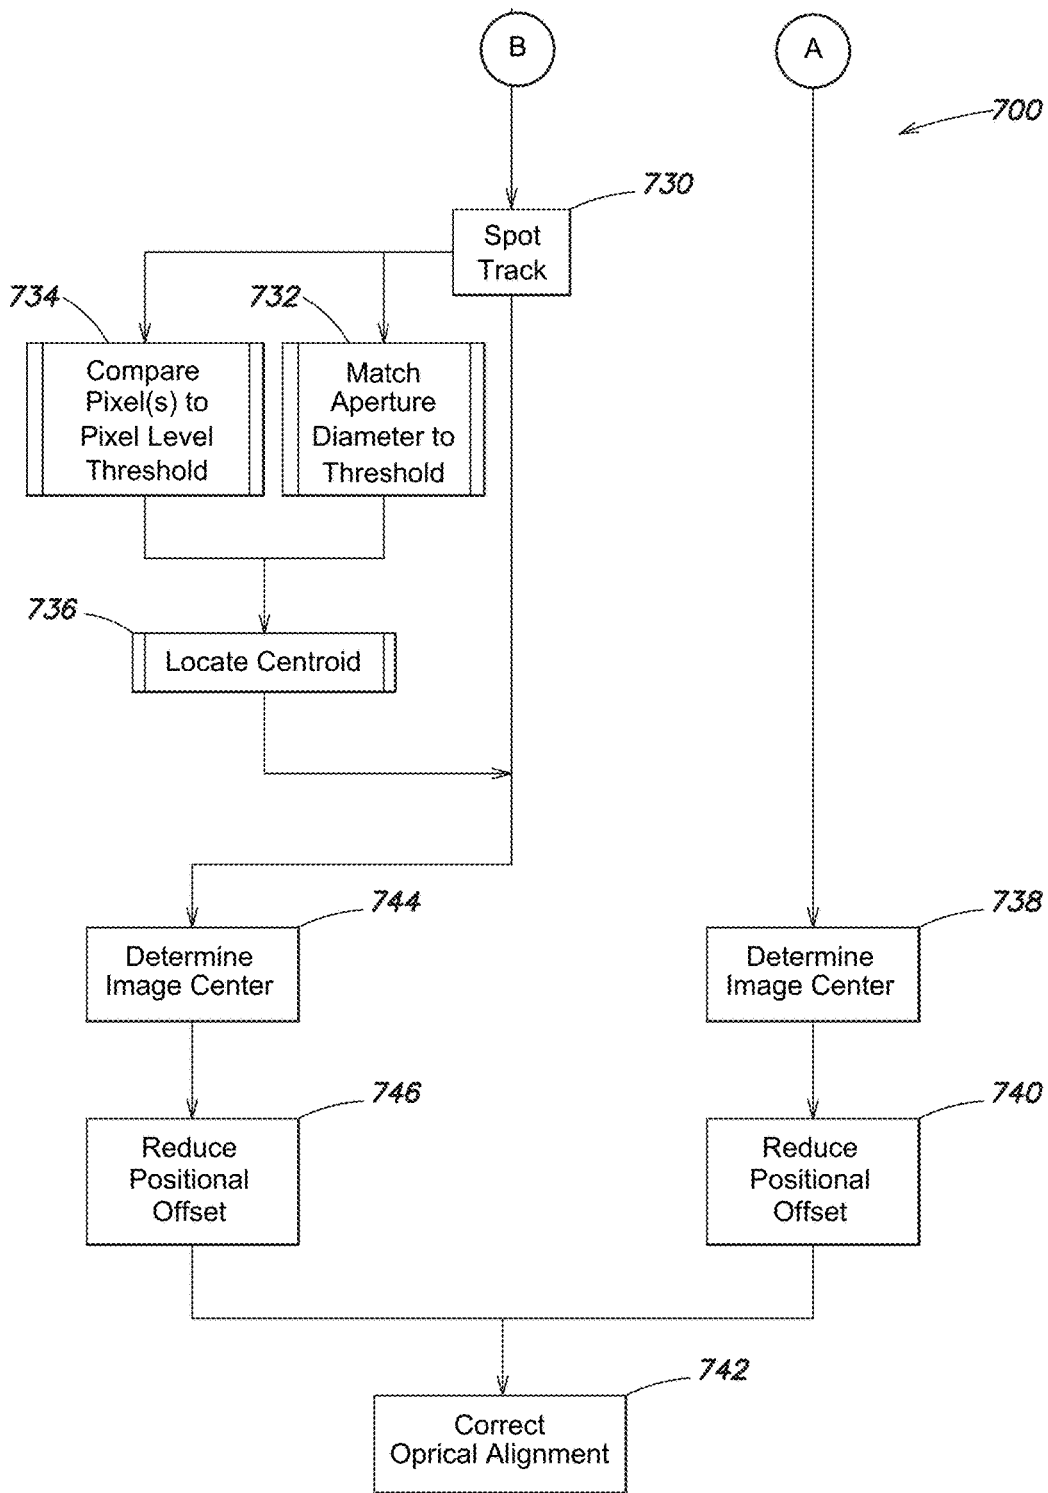 B
A
700
730
Spot
Track
734
732
Compare
Pixel(s) to
Pixel Level
Threshold
Match
Aperture
Diameter to
Threshold
736
Locate Centroid
744
738
Determine
Image Center
Determine
Image Center
746
740
Reduce
Positional
Offset
Reduce
Positional
Offset
742
Correct
Oprical Alignment